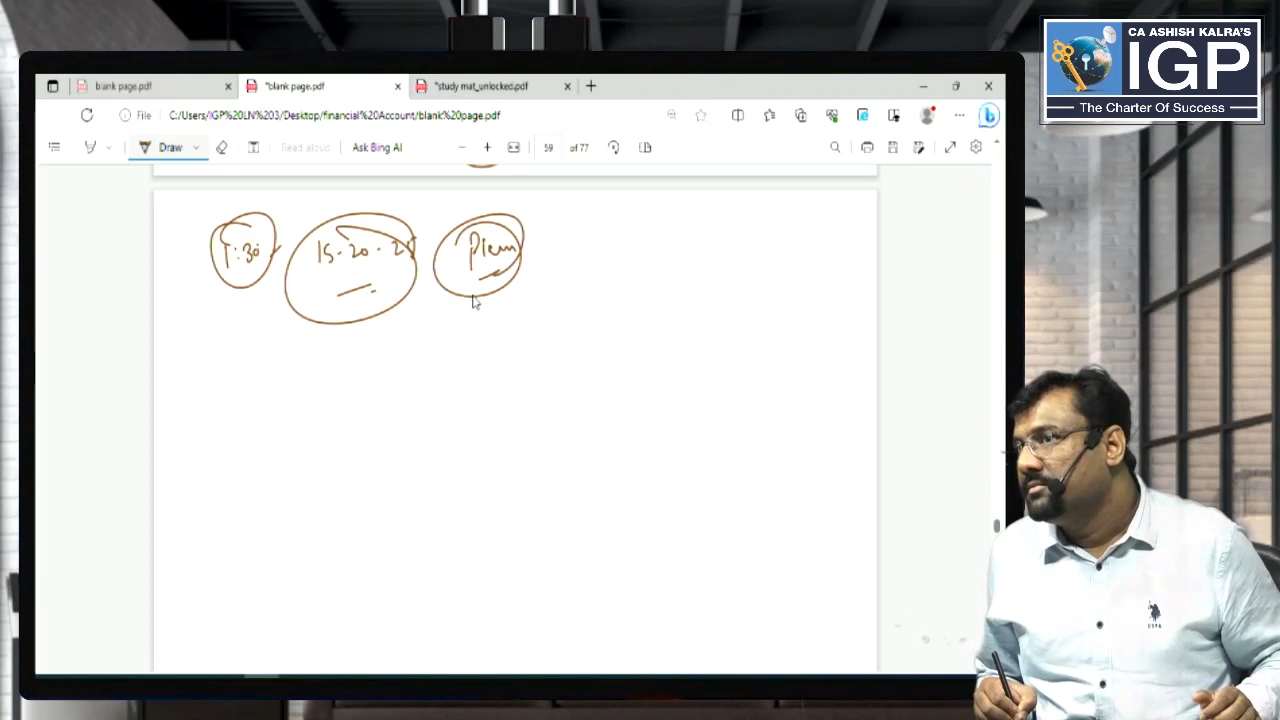 CA ASHISH KALRA'S
IGP
The Charter Of Success
blank page.pdf
*blank page.pdf
*study mat_unlocked.pdf
File
C:/Users/IGP%20LN%203/Desktop/financial%20Account/blank%20page.pdf
Draw
Read aloud
Ask Bing AI
59 of 77
:30 15-20-25
USPA